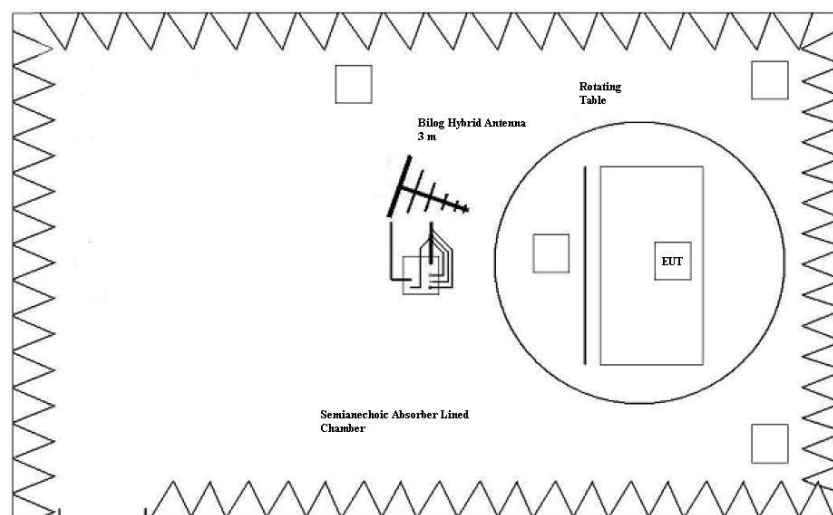 Rotating
Table
Bilog Hybrid Antenna
3 m
EUT
Semianechoic Absorber Lined
Chamber